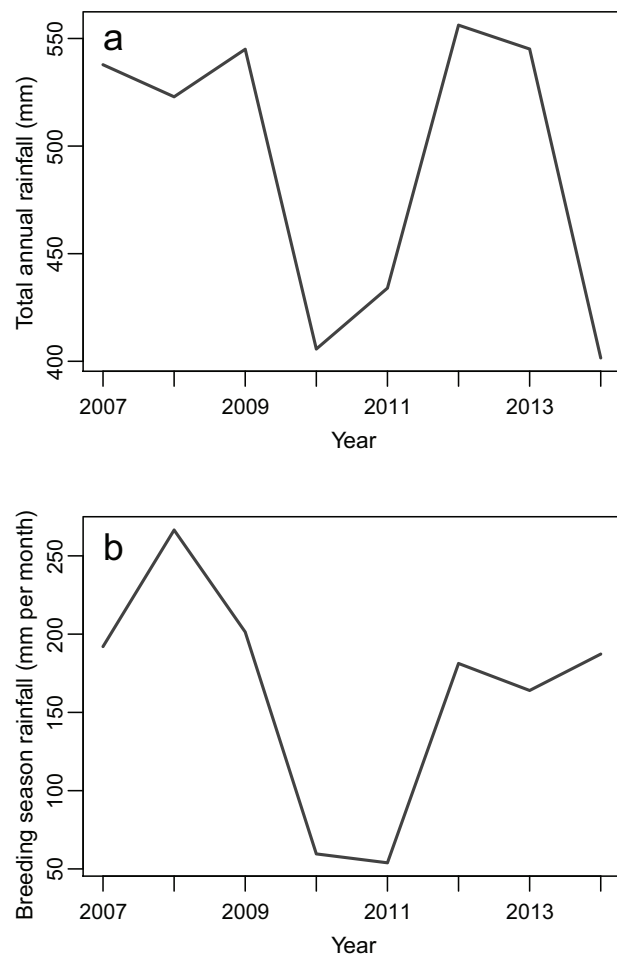 a
Total annual rainfall (mm)
550
500
450
400
2007 2009 2011 2013
Year
b
Breeding season rainfall (mm per month)
250
200
150
100
50
2007 2009 2011 2013
Year